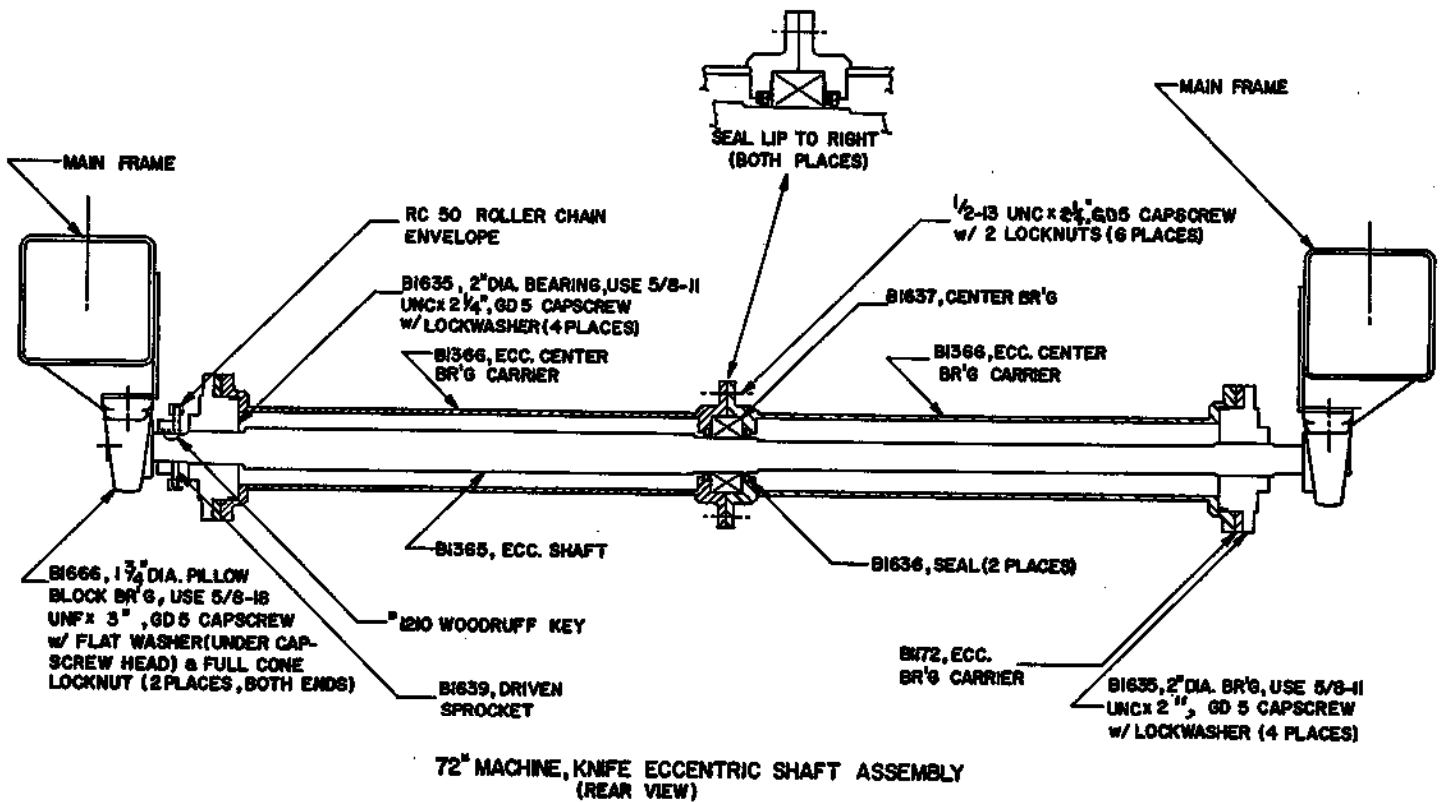 SEAL LIP TO RIGHT
(BOTH PLACES)
MAIN FRAME
MAIN FRAME
RC 50 ROLLER CHAIN
ENVELOPE
1/2-13 UNC x 2 1/4", GD5 CAPSCREW
w/ 2 LOCKNUTS (6 PLACES)
B1635, 2" DIA. BEARING, USE 5/8-11
UNC x 2 1/4", GD 5 CAPSCREW
w/ LOCKWASHER (4 PLACES)
B1637, CENTER BR'G
B1366, ECC. CENTER
BR'G CARRIER
B1366, ECC. CENTER
BR'G CARRIER
B1365, ECC. SHAFT
B1636, SEAL (2 PLACES)
B1666, 1 3/4" DIA. PILLOW
BLOCK BR'G, USE 5/8-18
UNF x 3", GD 5 CAPSCREW
w/ FLAT WASHER (UNDER CAP-
SCREW HEAD) & FULL CONE
LOCKNUT (2 PLACES, BOTH ENDS)
#1210 WOODRUFF KEY
B1639, DRIVEN
SPROCKET
B1172, ECC.
BR'G CARRIER
B1635, 2" DIA. BR'G, USE 5/8-11
UNC x 2", GD 5 CAPSCREW
w/ LOCKWASHER (4 PLACES)
72" MACHINE, KNIFE ECCENTRIC SHAFT ASSEMBLY
(REAR VIEW)